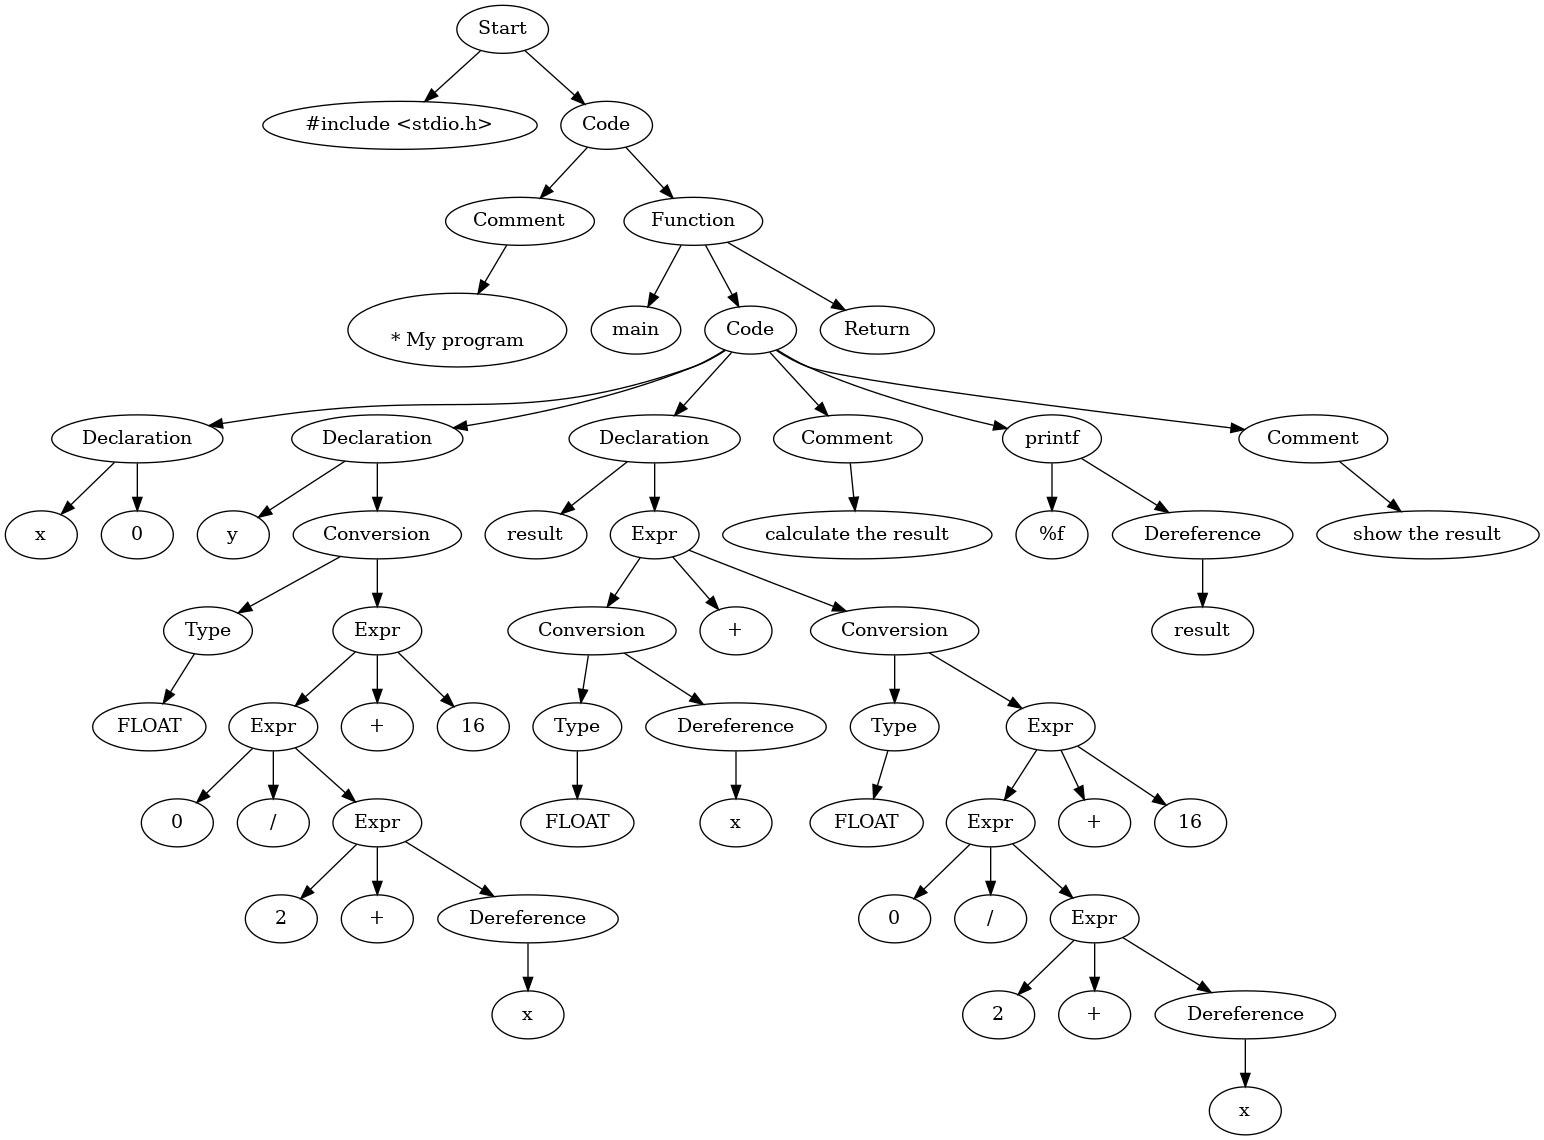 Start
#include <stdio.h>
Code
Comment
Function
* My program
main
Code
Return
Declaration
Declaration
Declaration
Comment
printf
Comment
x
0
y
Conversion
result
Expr
calculate the result
%f
Dereference
show the result
Type
Expr
Conversion
+
Conversion
result
FLOAT
Expr
+
16
Type
Dereference
Type
Expr
0
/
Expr
FLOAT
x
FLOAT
Expr
+
16
2
+
Dereference
0
/
Expr
x
2
+
Dereference
x